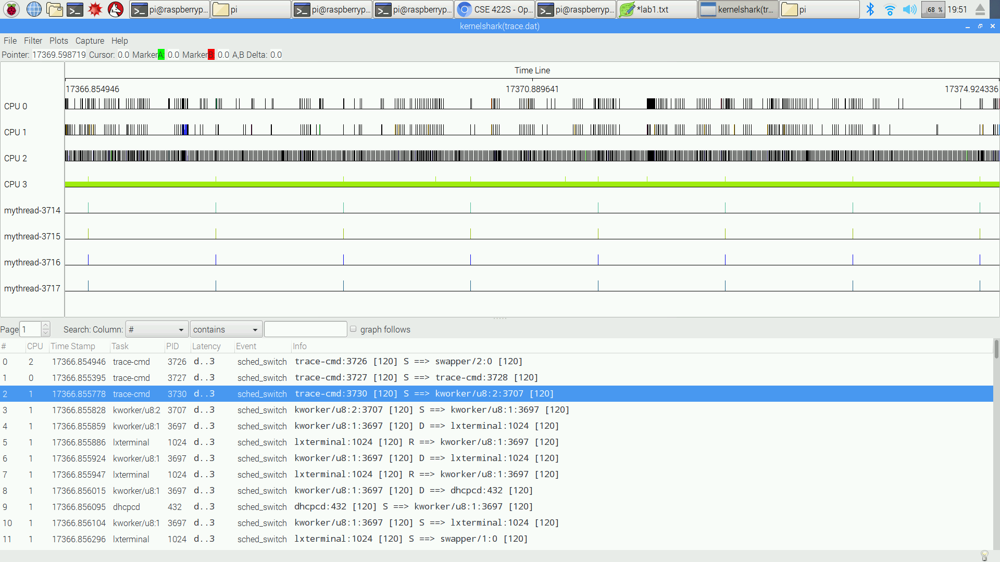 pi@raspberryp... pi pi@raspberryp... pi@raspberryp... CSE 422S - Op... pi@raspberryp... *lab1.txt kernelshark(tr... pi 68 % 19:51
kernelshark(trace.dat)
File Filter Plots Capture Help
Pointer: 17369.598719 Cursor: 0.0 MarkerA: 0.0 MarkerB: 0.0 A,B Delta: 0.0
Time Line
17366.854946 17370.889641 17374.924336
CPU 0
CPU 1
CPU 2
CPU 3
mythread-3714
mythread-3715
mythread-3716
mythread-3717
Page 1 Search: Column: # contains graph follows
# CPU Time Stamp Task PID Latency Event Info
0 2 17366.854946 trace-cmd 3726 d..3 sched_switch trace-cmd:3726 [120] S ==> swapper/2:0 [120]
1 0 17366.855395 trace-cmd 3727 d..3 sched_switch trace-cmd:3727 [120] S ==> trace-cmd:3728 [120]
2 1 17366.855778 trace-cmd 3730 d..3 sched_switch trace-cmd:3730 [120] S ==> kworker/u8:2:3707 [120]
3 1 17366.855828 kworker/u8:2 3707 d..3 sched_switch kworker/u8:2:3707 [120] S ==> kworker/u8:1:3697 [120]
4 1 17366.855859 kworker/u8:1 3697 d..3 sched_switch kworker/u8:1:3697 [120] D ==> lxterminal:1024 [120]
5 1 17366.855886 lxterminal 1024 d..3 sched_switch lxterminal:1024 [120] R ==> kworker/u8:1:3697 [120]
6 1 17366.855924 kworker/u8:1 3697 d..3 sched_switch kworker/u8:1:3697 [120] D ==> lxterminal:1024 [120]
7 1 17366.855947 lxterminal 1024 d..3 sched_switch lxterminal:1024 [120] R ==> kworker/u8:1:3697 [120]
8 1 17366.856015 kworker/u8:1 3697 d..3 sched_switch kworker/u8:1:3697 [120] D ==> dhcpcd:432 [120]
9 1 17366.856095 dhcpcd 432 d..3 sched_switch dhcpcd:432 [120] S ==> kworker/u8:1:3697 [120]
10 1 17366.856104 kworker/u8:1 3697 d..3 sched_switch kworker/u8:1:3697 [120] S ==> lxterminal:1024 [120]
11 1 17366.856296 lxterminal 1024 d..3 sched_switch lxterminal:1024 [120] S ==> swapper/1:0 [120]